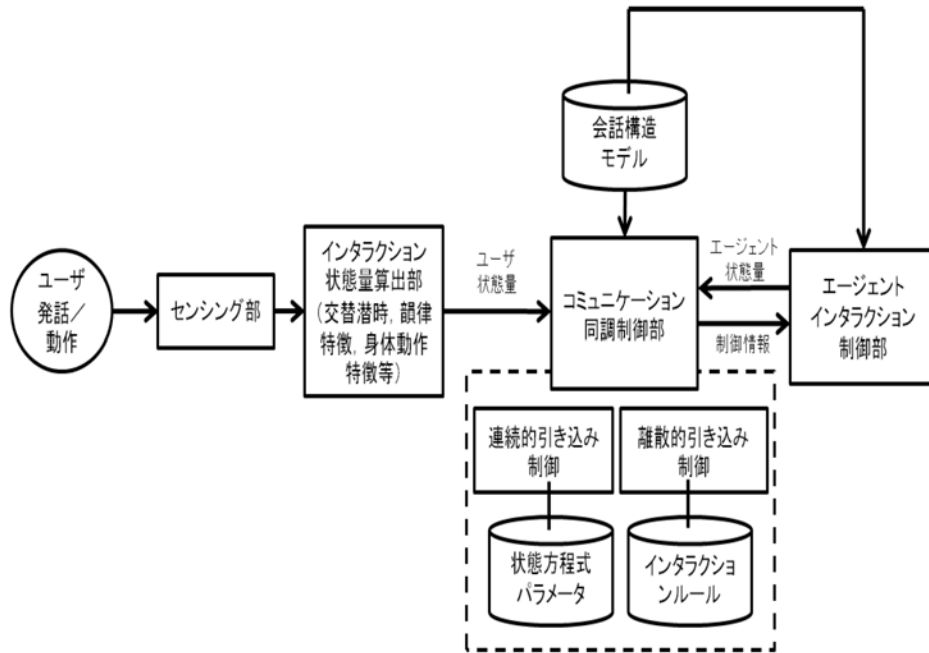 会話構造
モデル
ユーザ
発話／
動作
センシング部
インタラクション
状態量算出部
(交替潜時, 韻律
特徴, 身体動作
特徴等)
ユーザ
状態量
コミュニケーション
同調制御部
エージェント
状態量
制御情報
エージェント
インタラクション
制御部
連続的引き込み
制御
離散的引き込み
制御
状態方程式
パラメータ
インタラクショ
ンルール